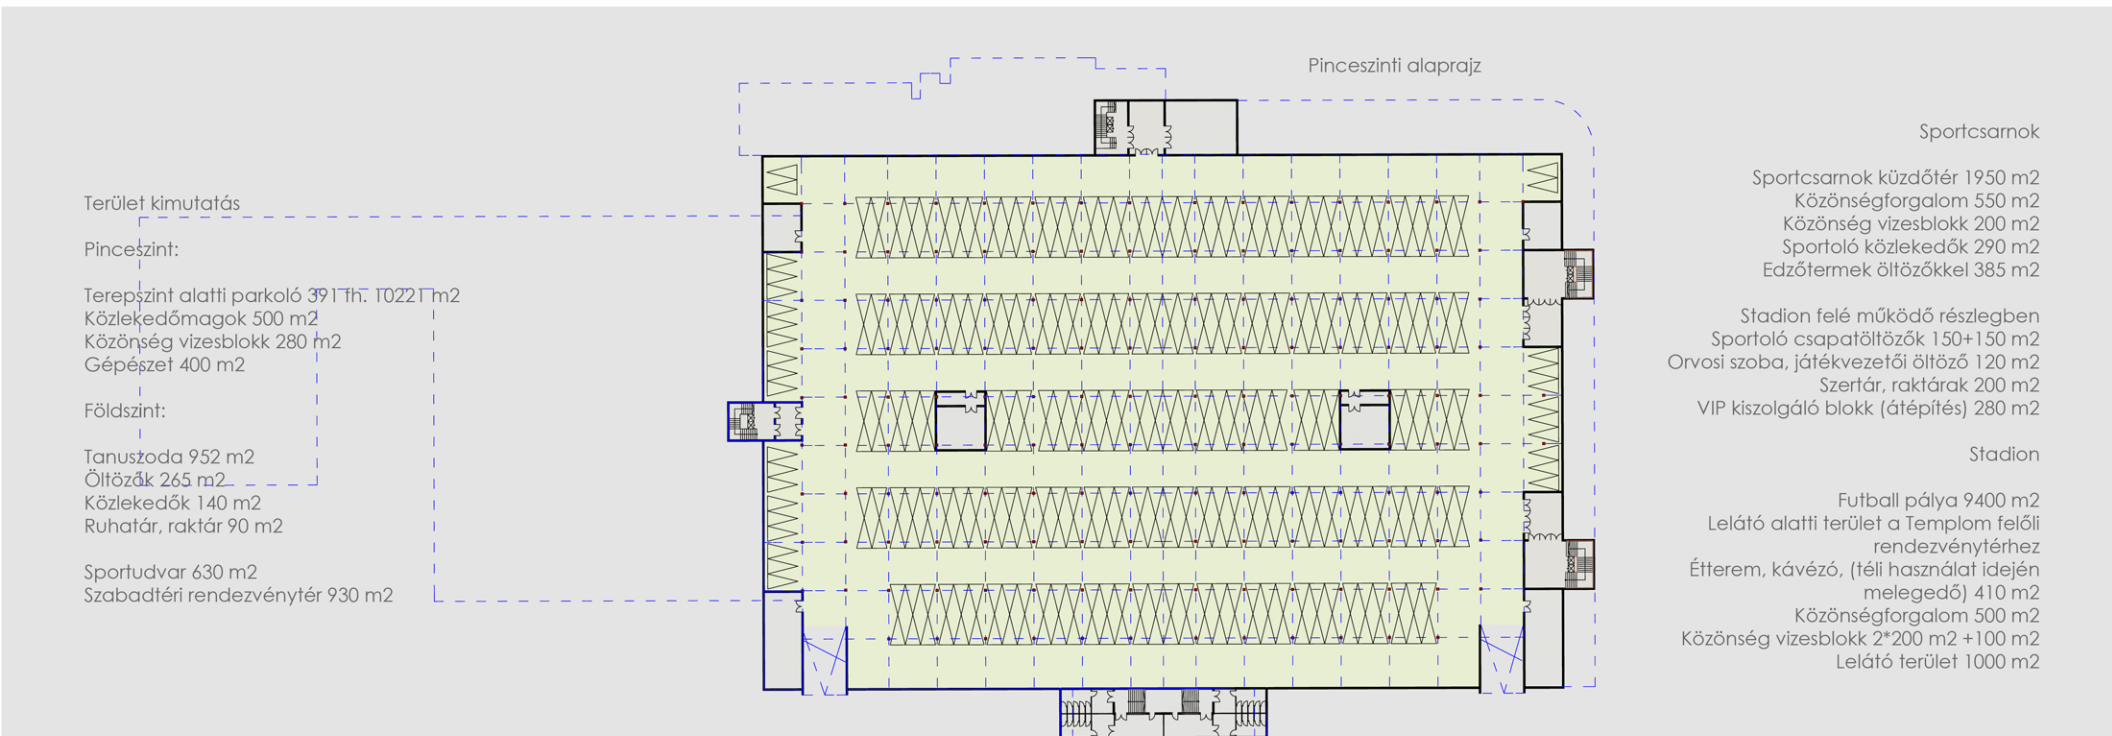 Pinceszinti alaprajz
Terület kimutatás
Pinceszint:
Terepszint alatti parkoló 391 fh. 10221 m2
Közlekedőmagok 500 m2
Közönség vizesblokk 280 m2
Gépészet 400 m2
Földszint:
Tanuszoda 952 m2
Öltözők 265 m2
Közlekedők 140 m2
Ruhatár, raktár 90 m2
Sportudvar 630 m2
Szabadtéri rendezvénytér 930 m2
Sportcsarnok
Sportcsarnok küzdőtér 1950 m2
Közönségforgalom 550 m2
Közönség vizesblokk 200 m2
Sportoló közlekedők 290 m2
Edzőtermek öltözőkkel 385 m2
Stadion felé működő részlegben
Sportoló csapatöltözők 150+150 m2
Orvosi szoba, játékvezetői öltöző 120 m2
Szertár, raktárak 200 m2
VIP kiszolgáló blokk (átépítés) 280 m2
Stadion
Futball pálya 9400 m2
Lelátó alatti terület a Templom felőli
rendezvénytérhez
Étterem, kávézó, (téli használat idején
melegedő) 410 m2
Közönségforgalom 500 m2
Közönség vizesblokk 2*200 m2 +100 m2
Lelátó terület 1000 m2